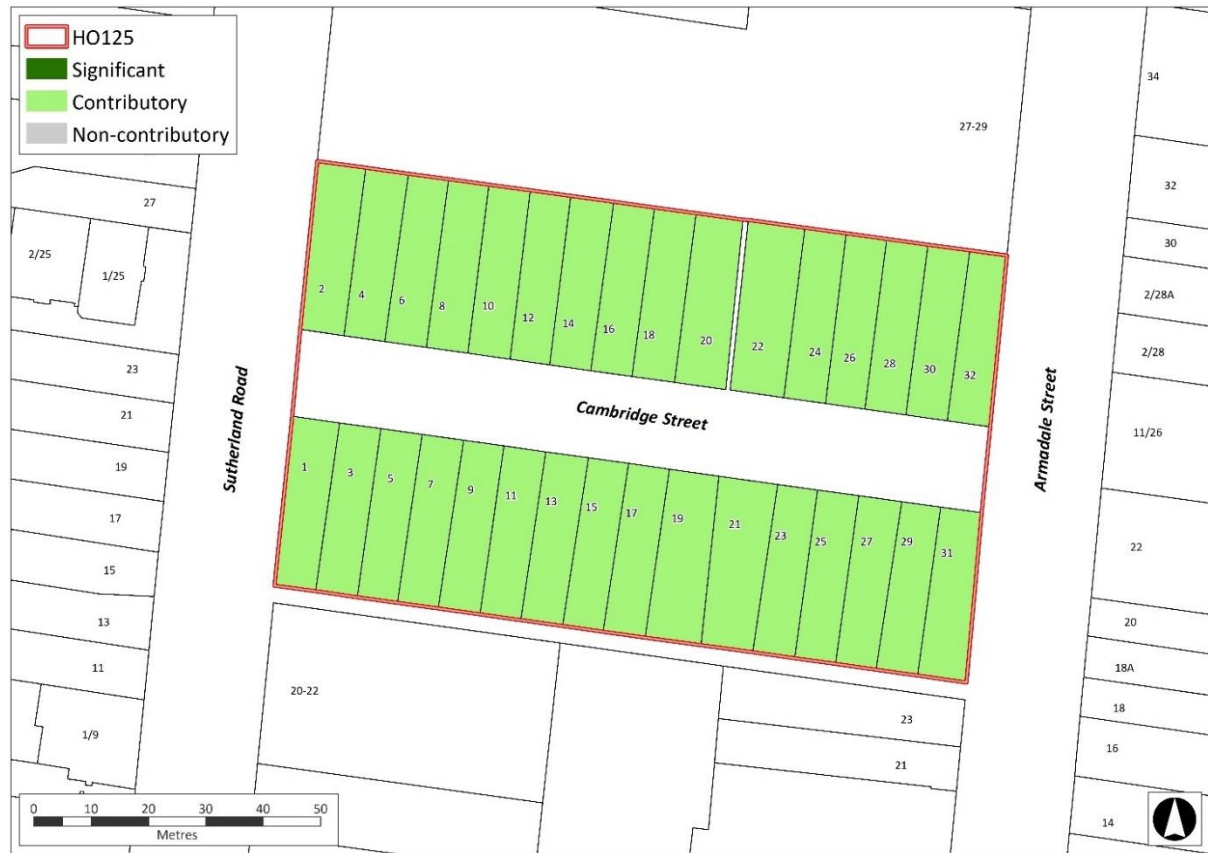 HO125
Significant
Contributory
Non-contributory
34
27-29
32
27
30
2/25
1/25
2/28A
2 4 6 8 10 12 14 16 18 20 22 24 26 28 30 32
2/28
23
21
Sutherland Road
Cambridge Street
Armadale Street
11/26
19
1 3 5 7 9 11 13 15 17 19 21 23 25 27 29 31
17
22
15
13
20
11
18A
20-22
23
18
1/9
21
16
14
0 10 20 30 40 50
Metres